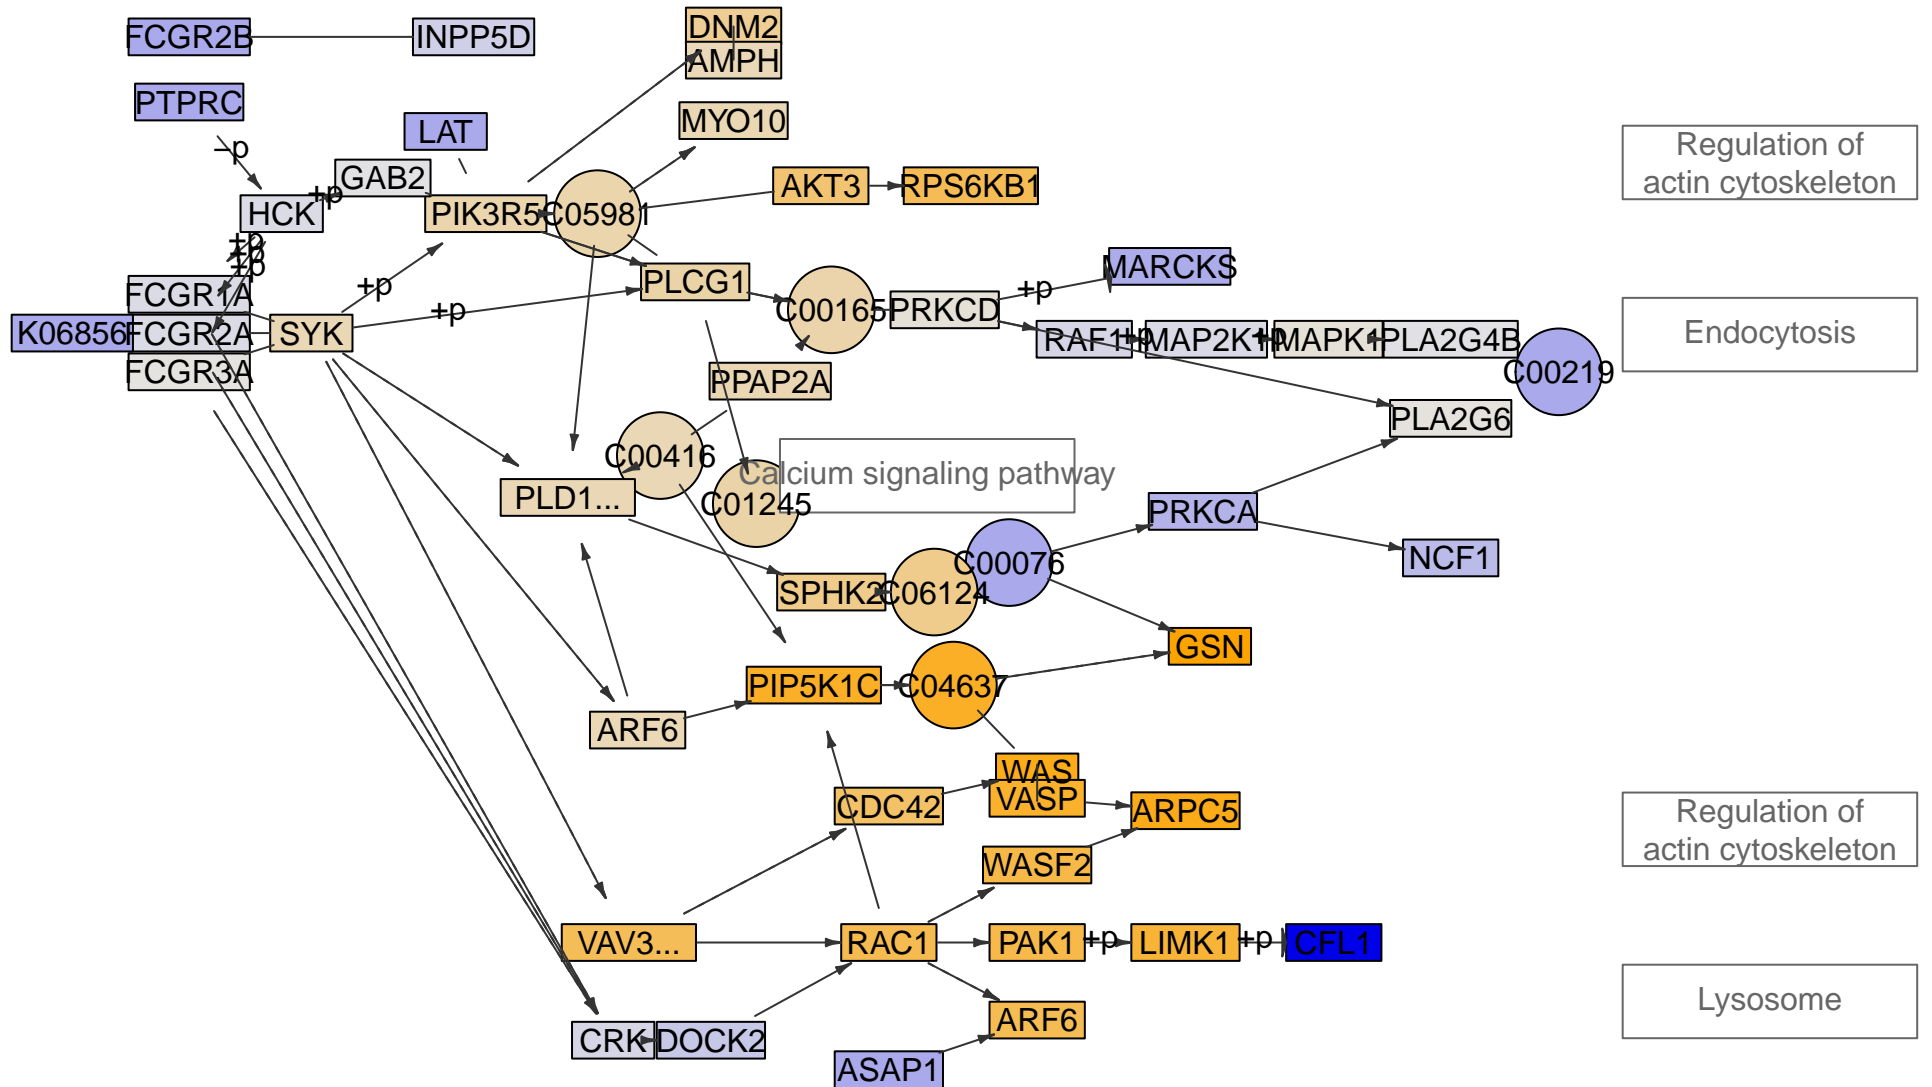 FCGR2B
INPP5D
DNM2
AMPH
PTPRC
LAT
MYO10
Regulation of
actin cytoskeleton
−p
GAB2
+p
HCK
PIK3R5
C05981
AKT3
RPS6KB1
+p
+p
+p
FCGR1A
+p
PLCG1
C00165
PRKCD
+p
MARCKS
K06856
FCGR2A
SYK
+p
RAF1
+p
MAP2K1
+p
MAPK1
PLA2G4B
C00219
Endocytosis
FCGR3A
PPAP2A
PLA2G6
C00416
Calcium signaling pathway
PLD1...
C01245
PRKCA
C00076
NCF1
SPHK2
C06124
GSN
PIP5K1C
C04637
ARF6
WAS
VASP
CDC42
ARPC5
Regulation of
actin cytoskeleton
WASF2
VAV3...
RAC1
PAK1
+p
LIMK1
+p
CFL1
Lysosome
ARF6
CRK
DOCK2
ASAP1